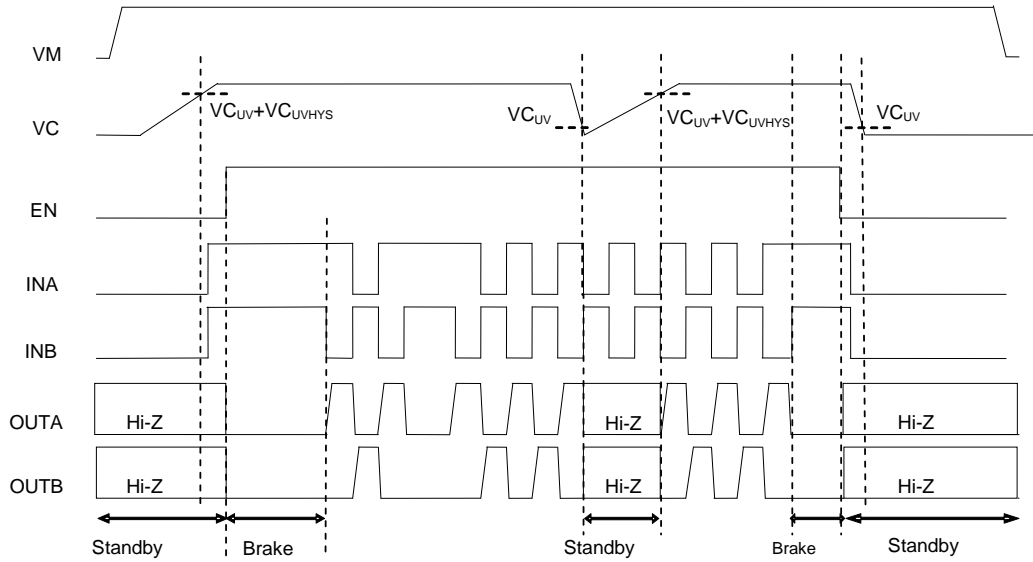 VM
VC
VCUV+VCUVHYS
VCUV
VCUV+VCUVHYS
VCUV
EN
INA
INB
OUTA
Hi-Z
Hi-Z
Hi-Z
OUTB
Hi-Z
Hi-Z
Hi-Z
Standby
Brake
Standby
Brake
Standby